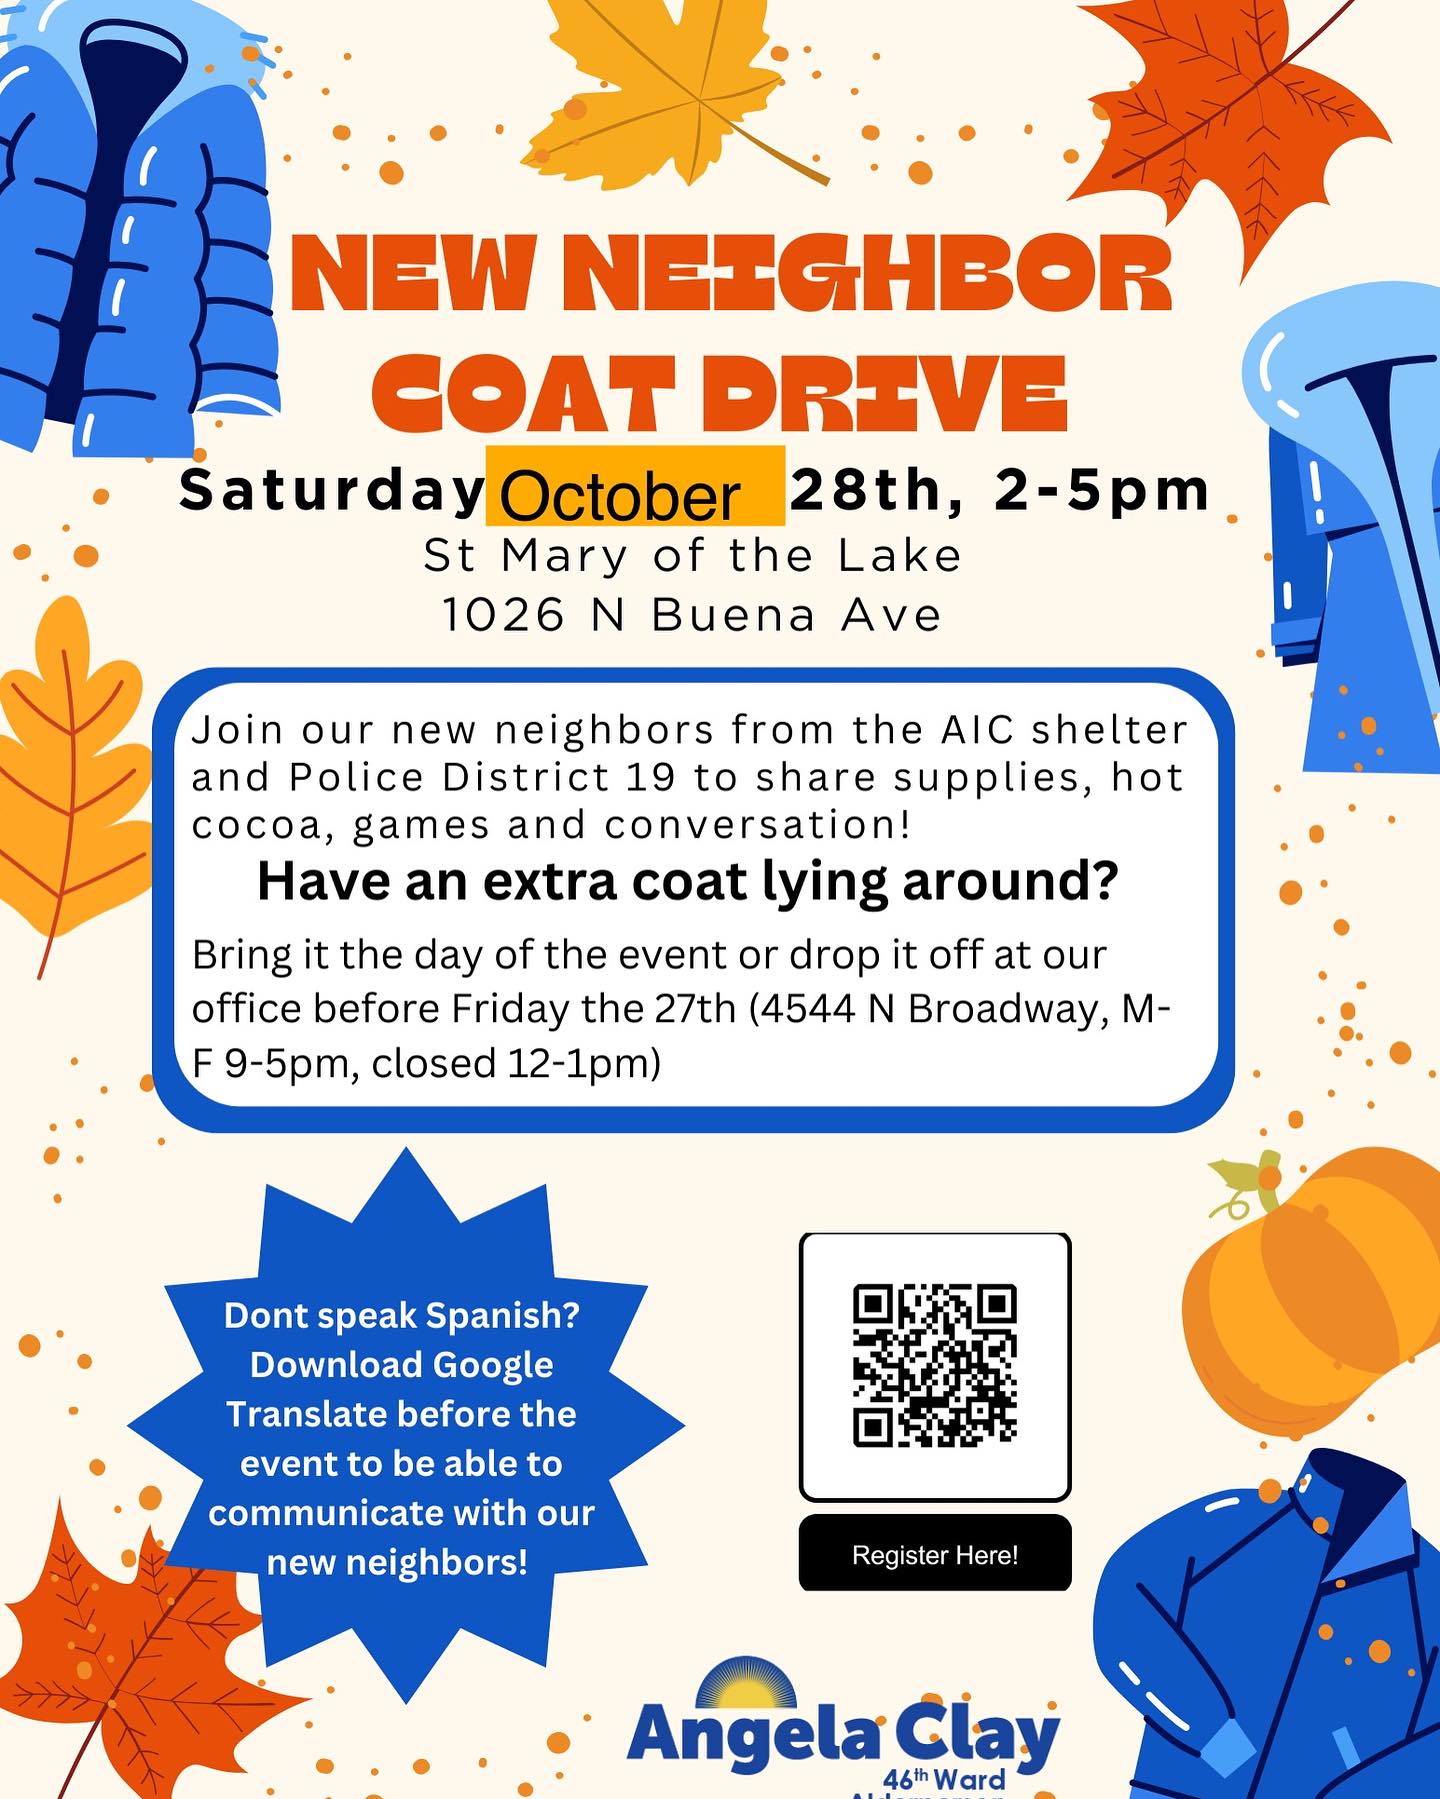 NEW NEIGHBOR
COAT DRIVE
Saturday October 28th, 2-5pm
St Mary of the Lake
1026 N Buena Ave
Join our new neighbors from the AIC shelter
and Police District 19 to share supplies, hot
cocoa, games and conversation!
Have an extra coat lying around?
Bring it the day of the event or drop it off at our
office before Friday the 27th (4544 N Broadway, M-
F 9-5pm, closed 12-1pm)
Dont speak Spanish?
Download Google
Translate before the
event to be able to
communicate with our
new neighbors!
Register Here!
Angela Clay
46th Ward